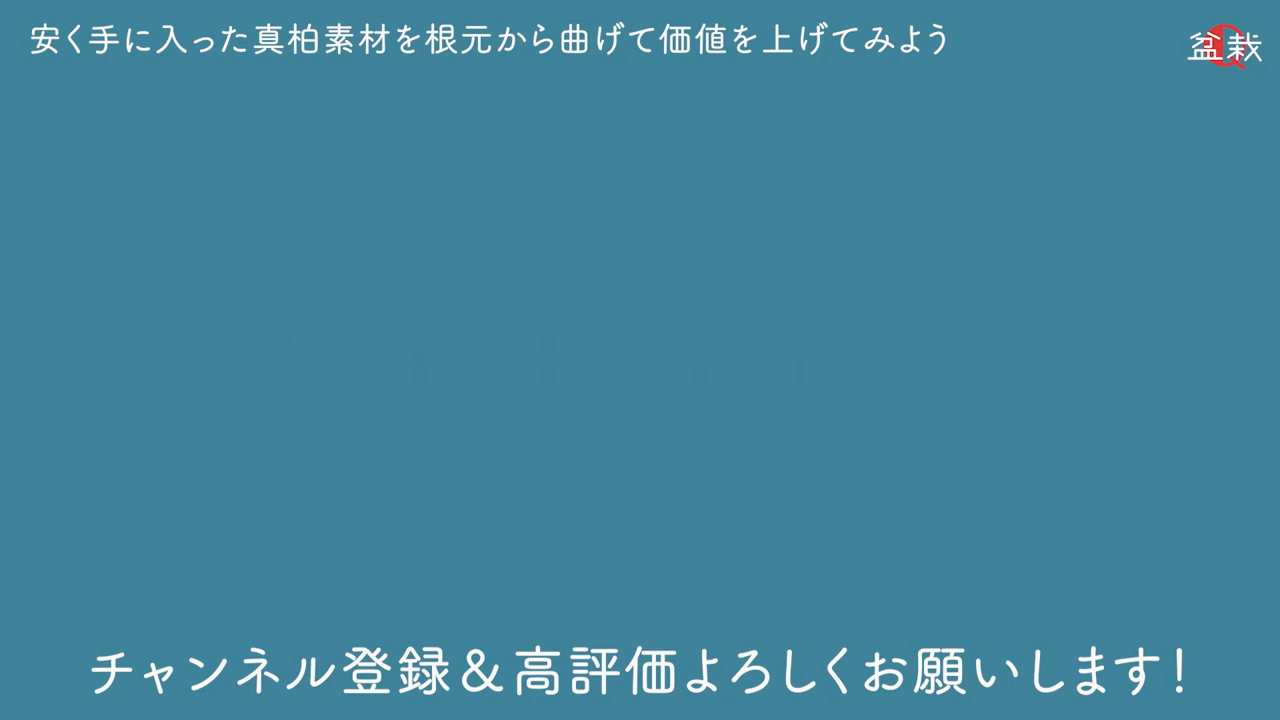 安く手に入った真柏素材を根元から曲げて価値を上げてみよう
盆栽Q
チャンネル登録＆高評価よろしくお願いします！